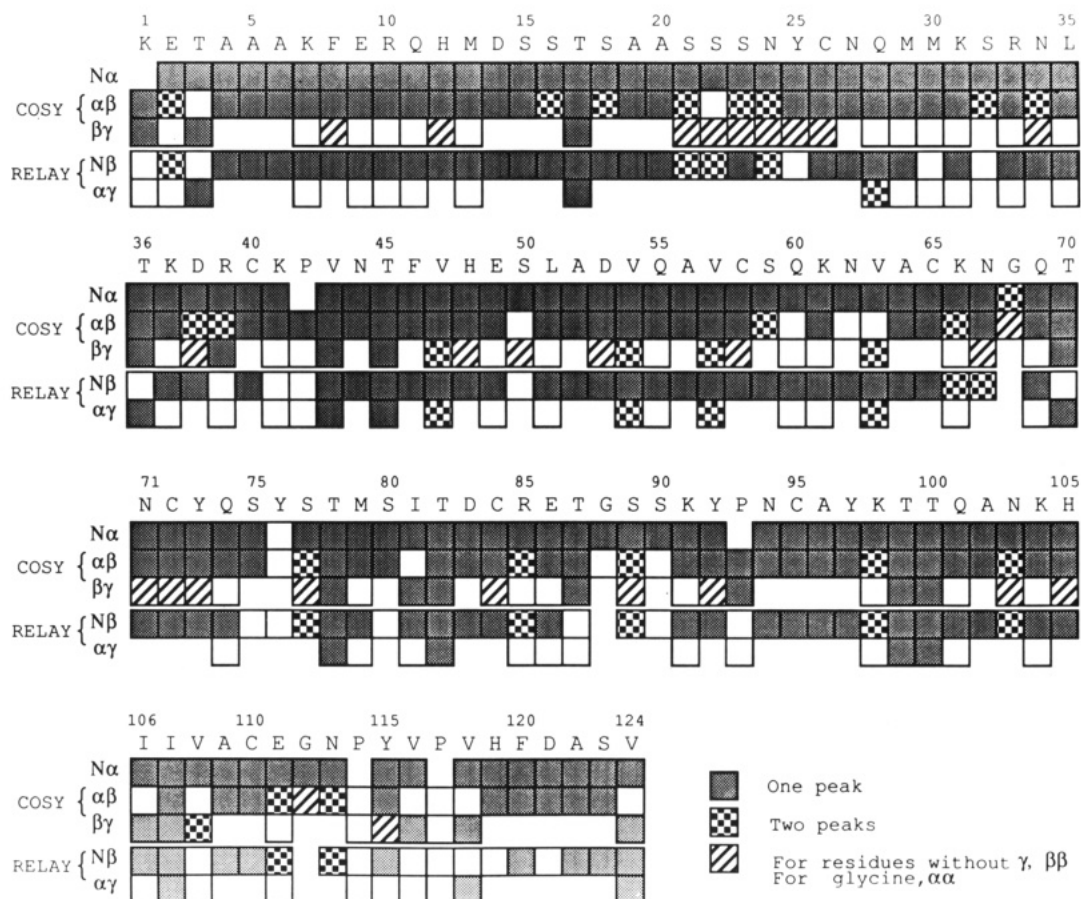 1 5 10 15 20 25 30 35
K E T A A A K F E R Q H M D S S T S A A S S S N Y C N Q M M K S R N L
Nα
COSY { αβ
βγ
RELAY { Nβ
αγ
36 40 45 50 55 60 65 70
T K D R C K P V N T F V H E S L A D V Q A V C S Q K N V A C K N G Q T
Nα
COSY { αβ
βγ
RELAY { Nβ
αγ
71 75 80 85 90 95 100 105
N C Y Q S Y S T M S I T D C R E T G S S K Y P N C A Y K T T Q A N K H
Nα
COSY { αβ
βγ
RELAY { Nβ
αγ
106 110 115 120 124
I I V A C E G N P Y V P V H F D A S V
Nα
COSY { αβ
βγ
RELAY { Nβ
αγ
One peak
Two peaks
For residues without γ, ββ
For glycine, αα